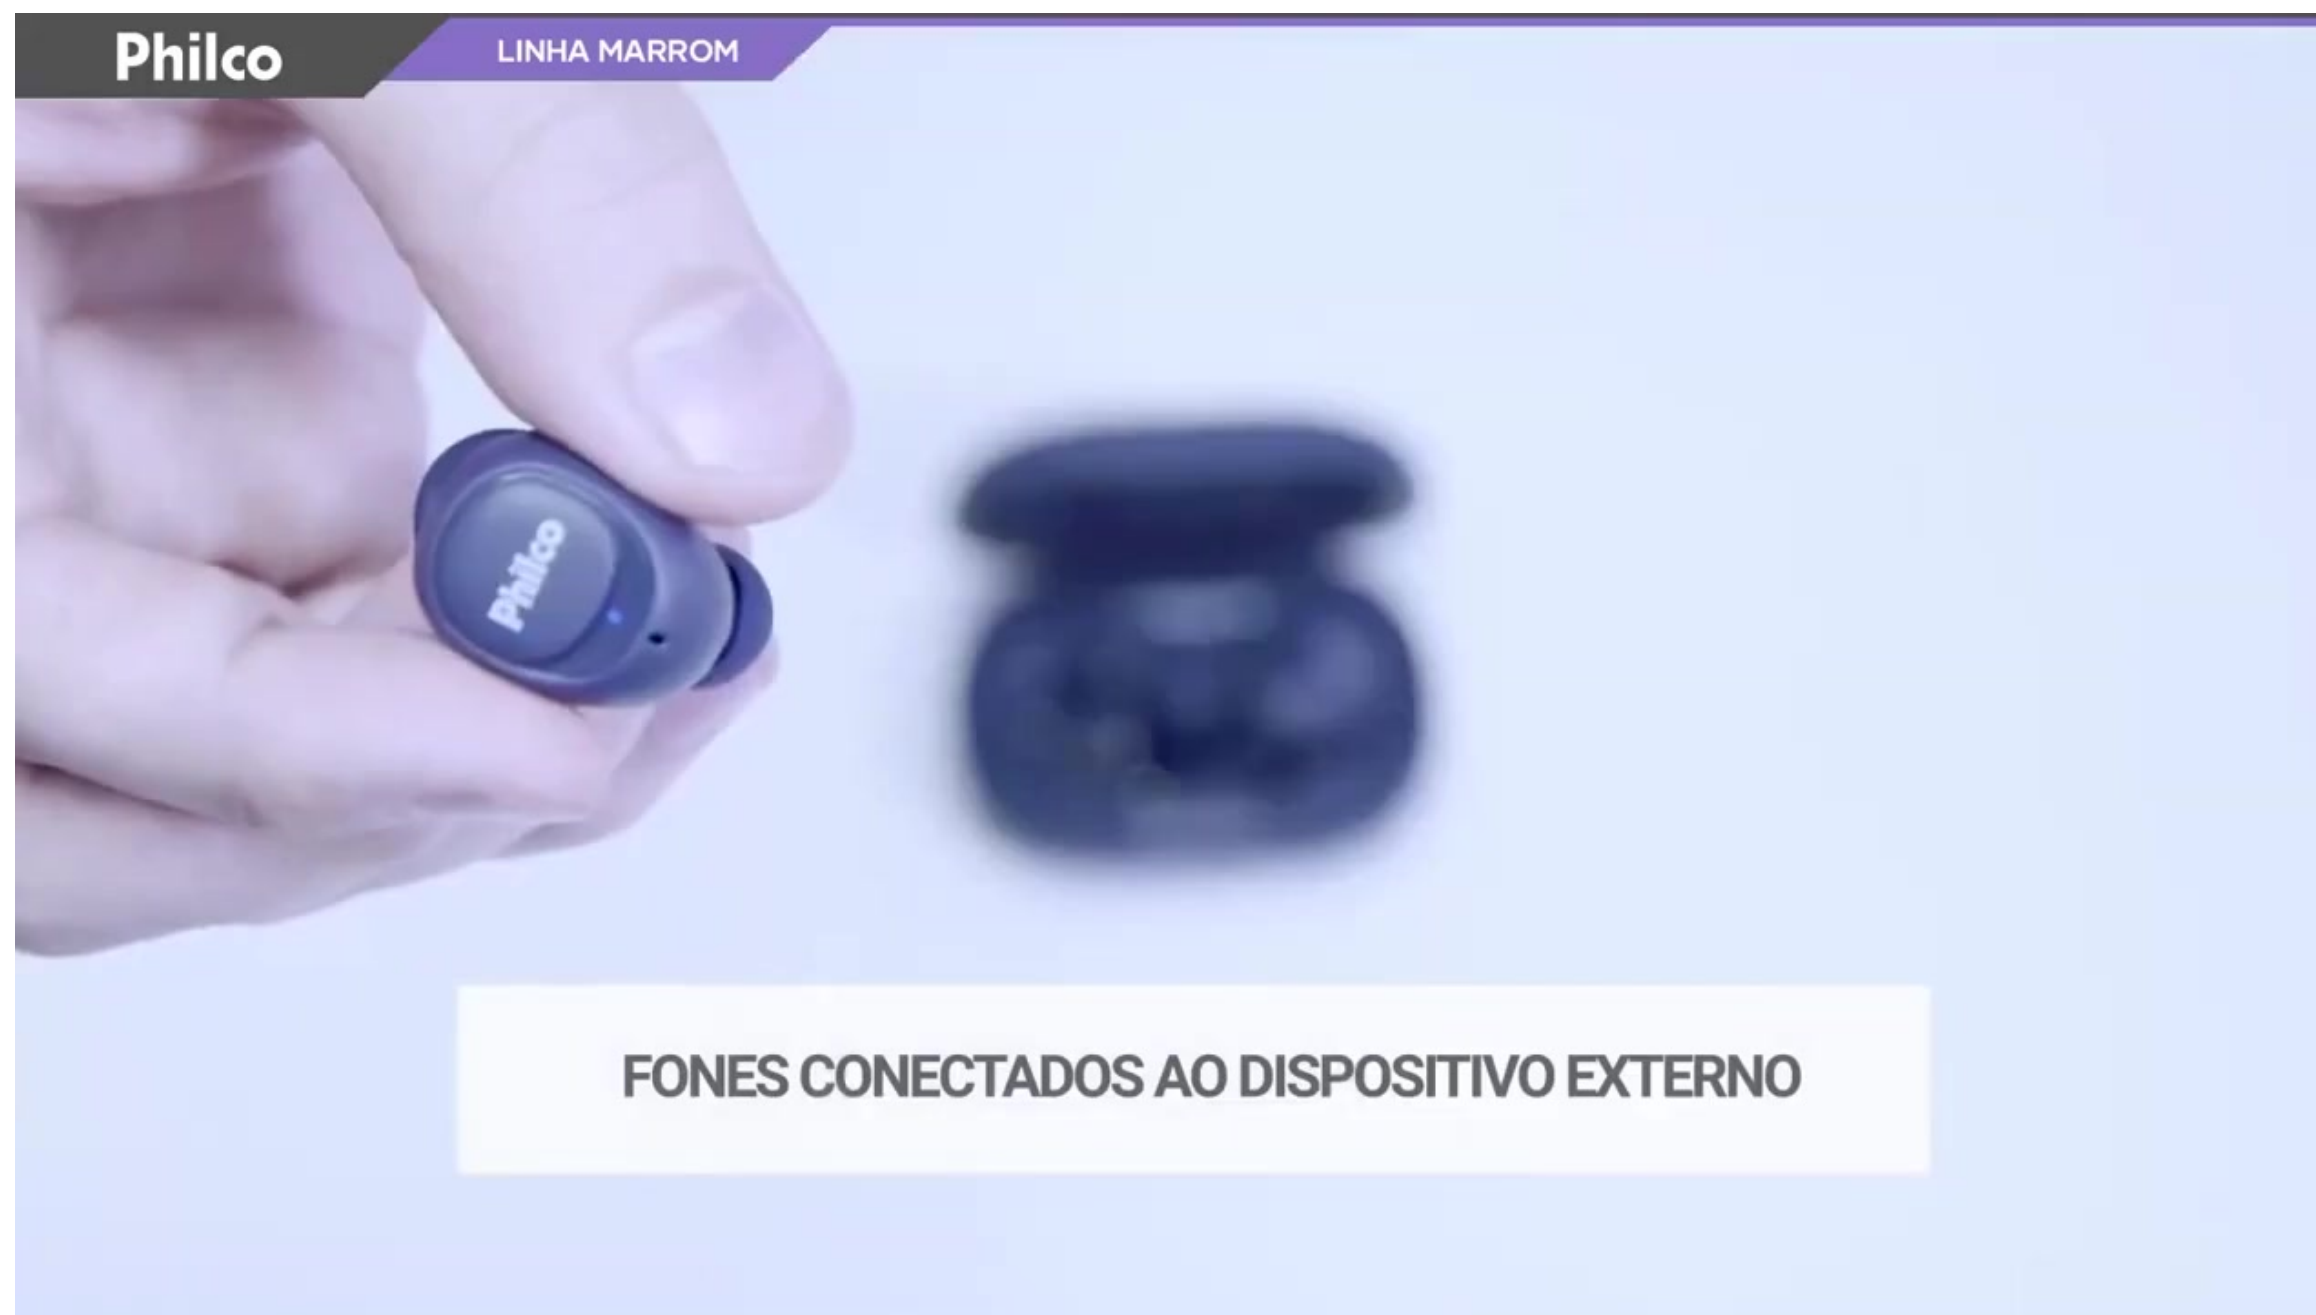 Philco
LINHA MARROM
Philco
FONES CONECTADOS AO DISPOSITIVO EXTERNO